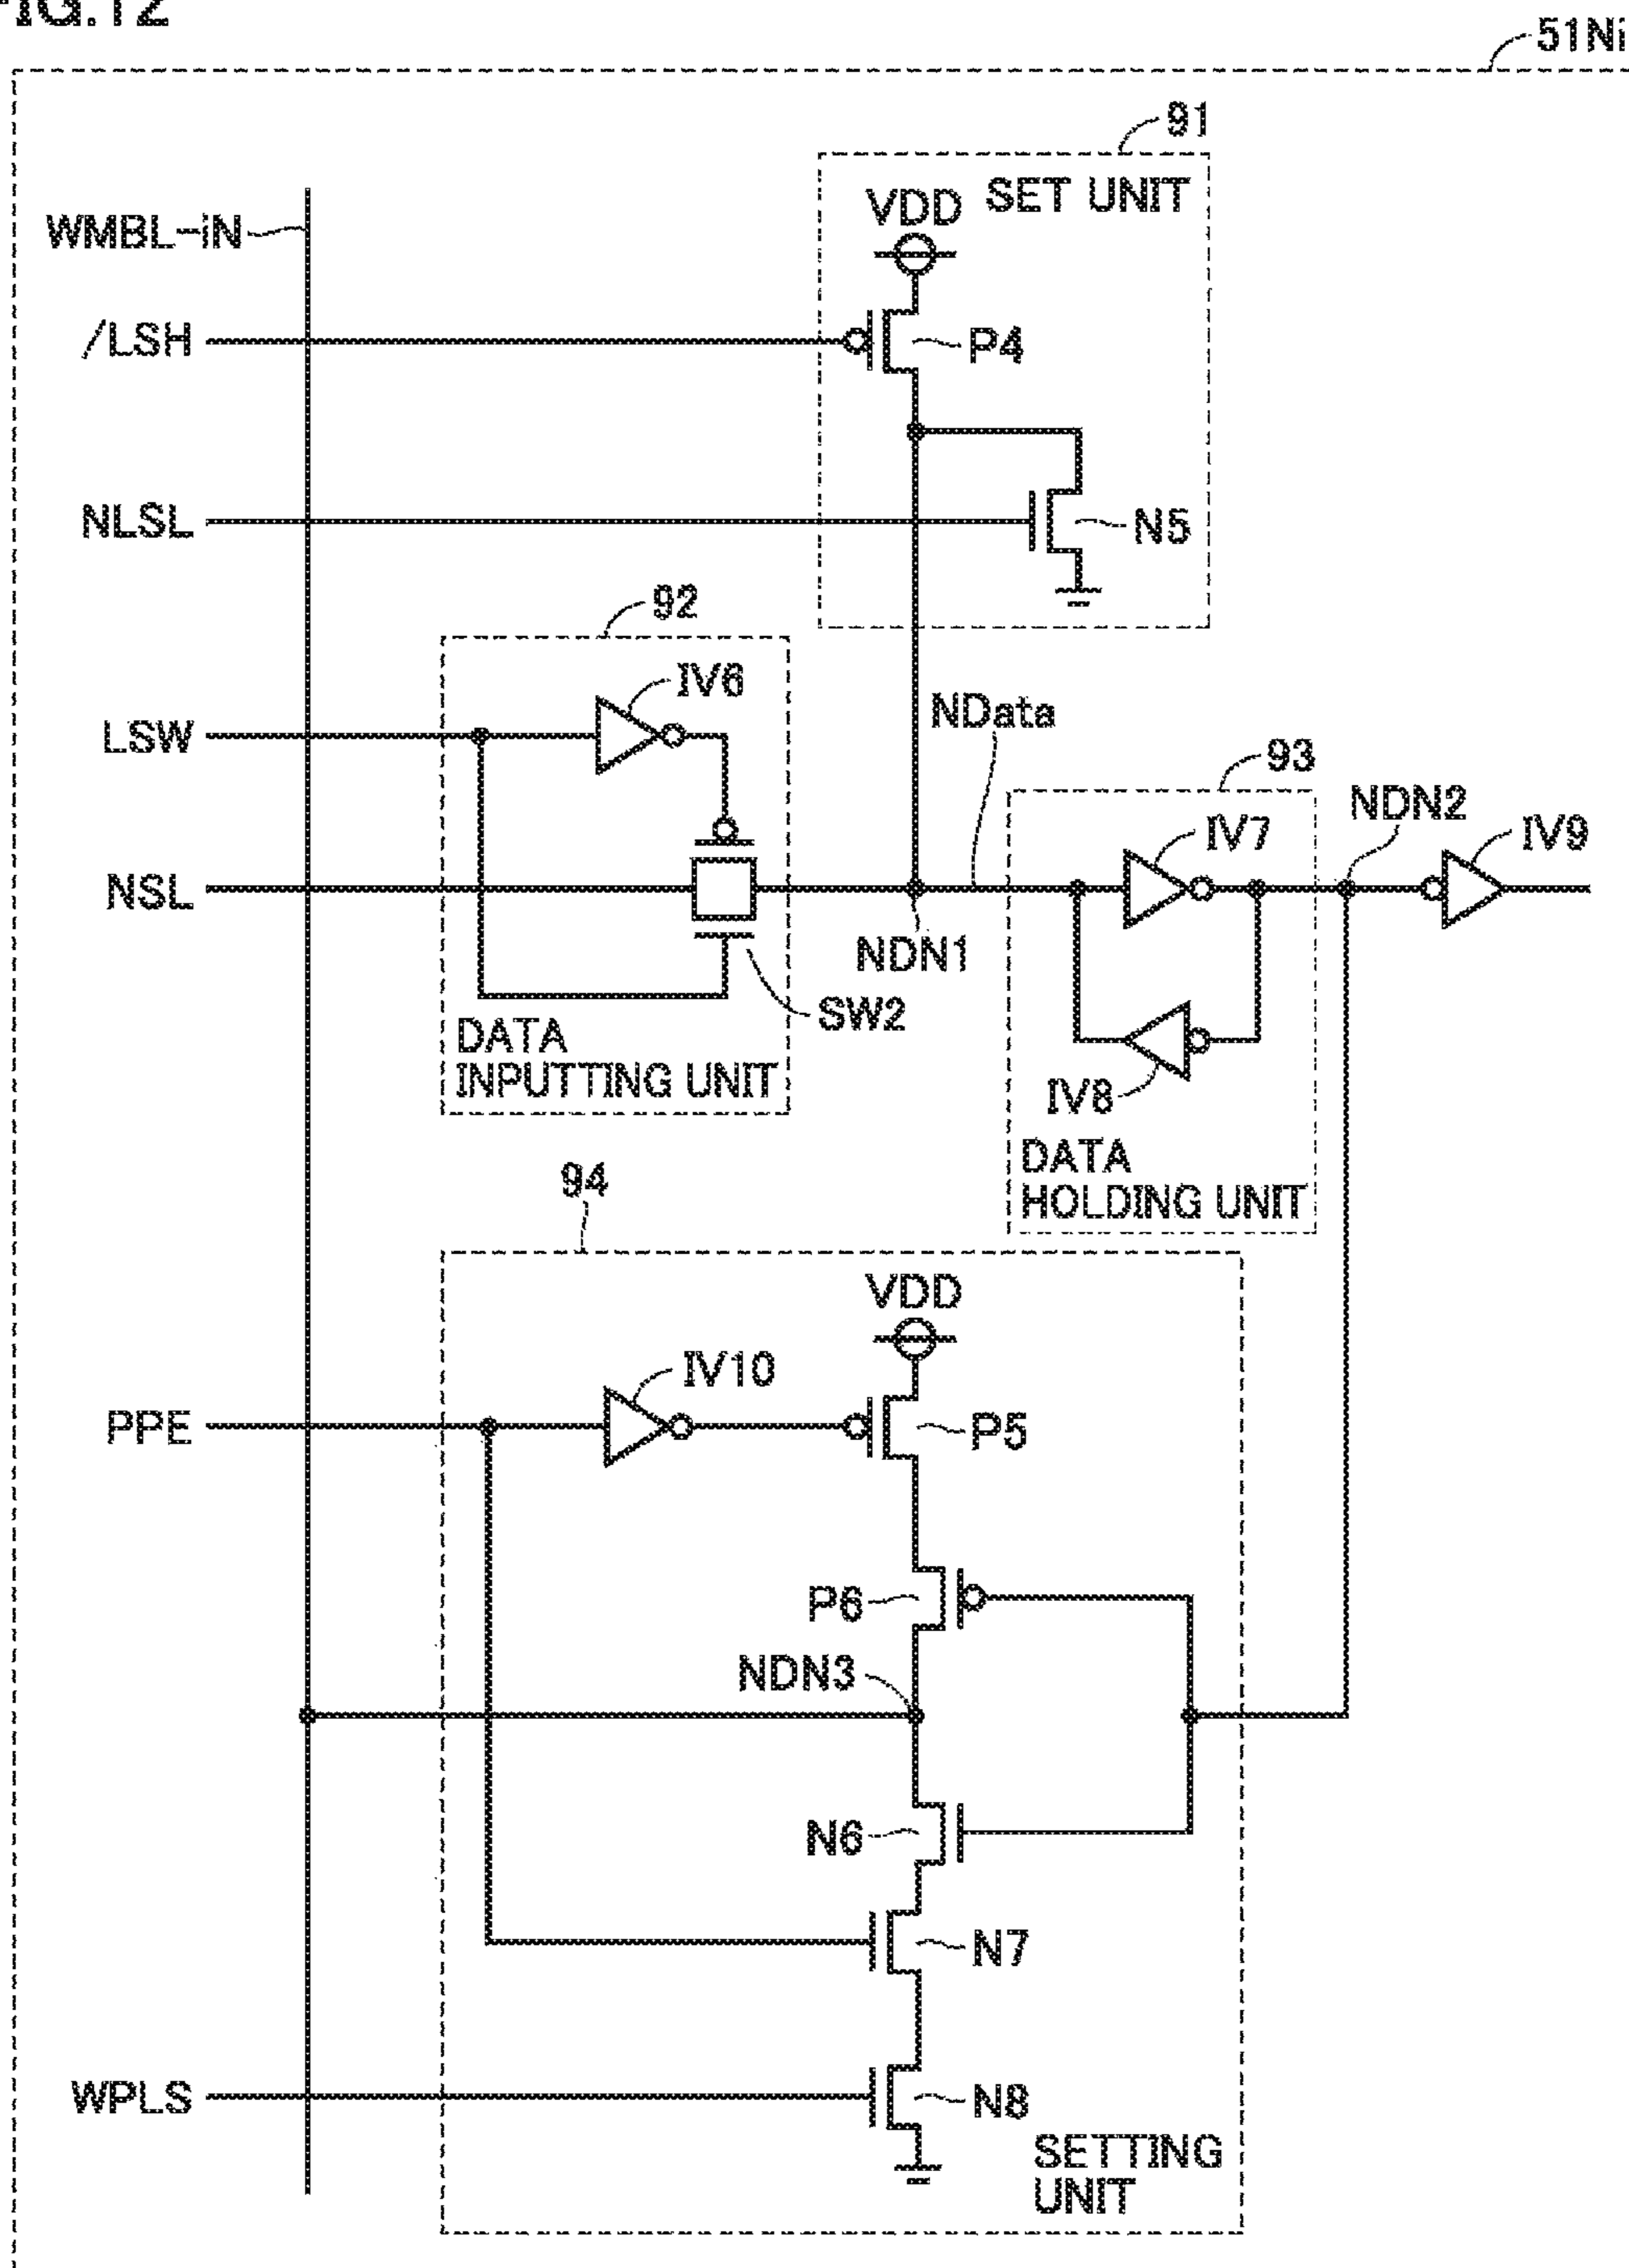 FIG.12
51Ni
91
SET UNIT
VDD
WMBL-iN
/LSH
P4
NLSL
N5
92
IV6
LSW
NData
93
NDN2
IV7
IV9
NSL
NDN1
SW2
DATA
INPUTTING UNIT
IV8
DATA
HOLDING UNIT
94
VDD
IV10
PPE
P5
P6
NDN3
N6
N7
WPLS
N8
SETTING
UNIT